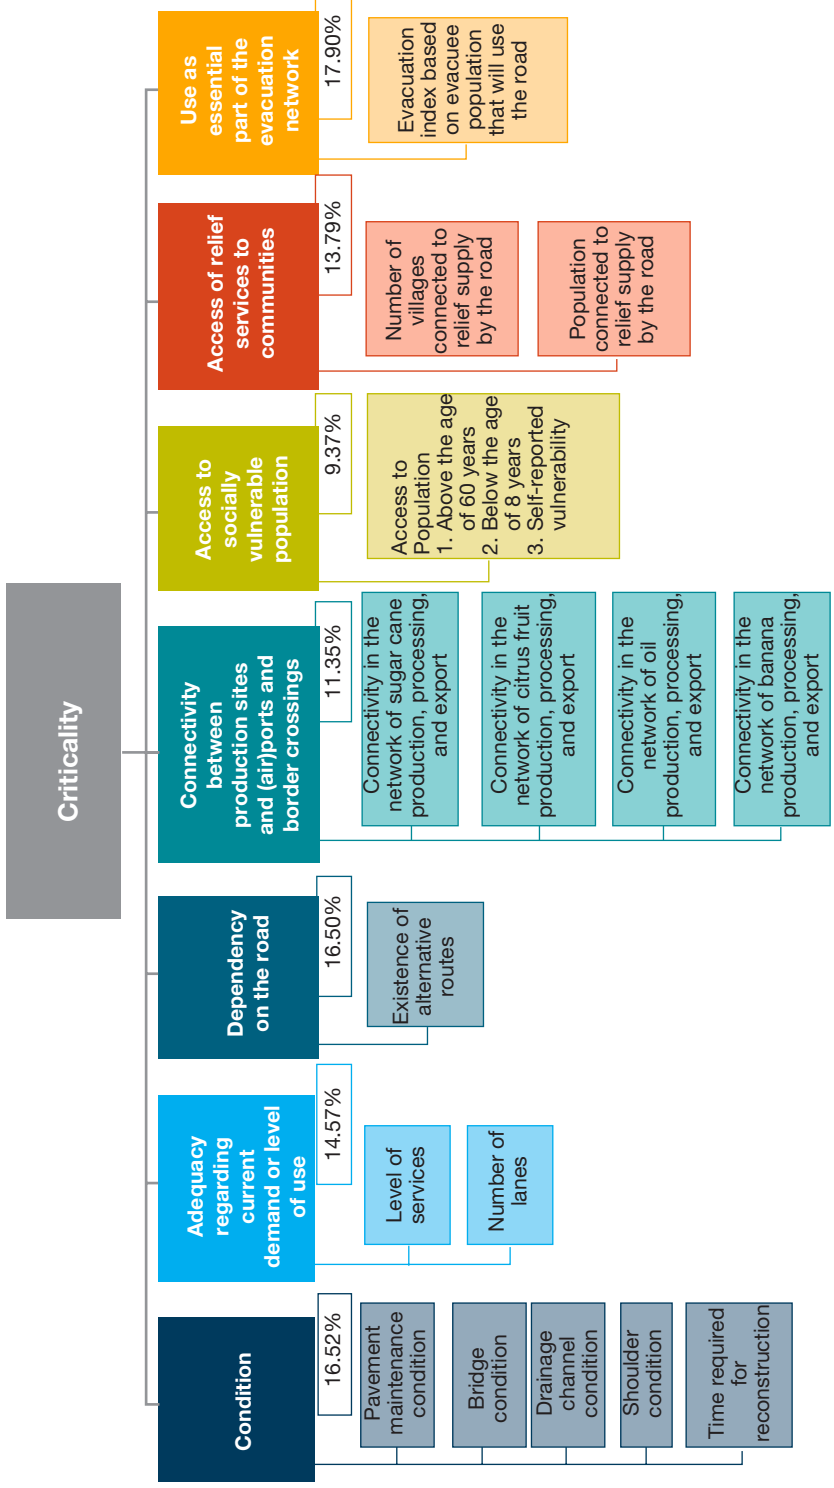 Criticality
Condition
16.52%
Pavement
maintenance
condition
Bridge
condition
Drainage
channel
condition
Shoulder
condition
Time required
for
reconstruction
Adequacy
regarding
current
demand or level
of use
14.57%
Level of
services
Number of
lanes
Dependency
on the road
16.50%
Existence of
alternative
routes
Connectivity
between
production sites
and (air)ports and
border crossings
11.35%
Connectivity in the
network of sugar cane
production, processing,
and export
Connectivity in the
network of citrus fruit
production, processing,
and export
Connectivity in the
network of oil
production, processing,
and export
Connectivity in the
network of banana
production, processing,
and export
Access to
socially
vulnerable
population
9.37%
Access to
Population
1. Above the age
of 60 years
2. Below the age
of 8 years
3. Self-reported
vulnerability
Access of relief
services to
communities
13.79%
Number of
villages
connected to
relief supply
by the road
Population
connected to
relief supply
by the road
Use as
essential
part of the
evacuation
network
17.90%
Evacuation
index based
on evacuee
population
that will use
the road